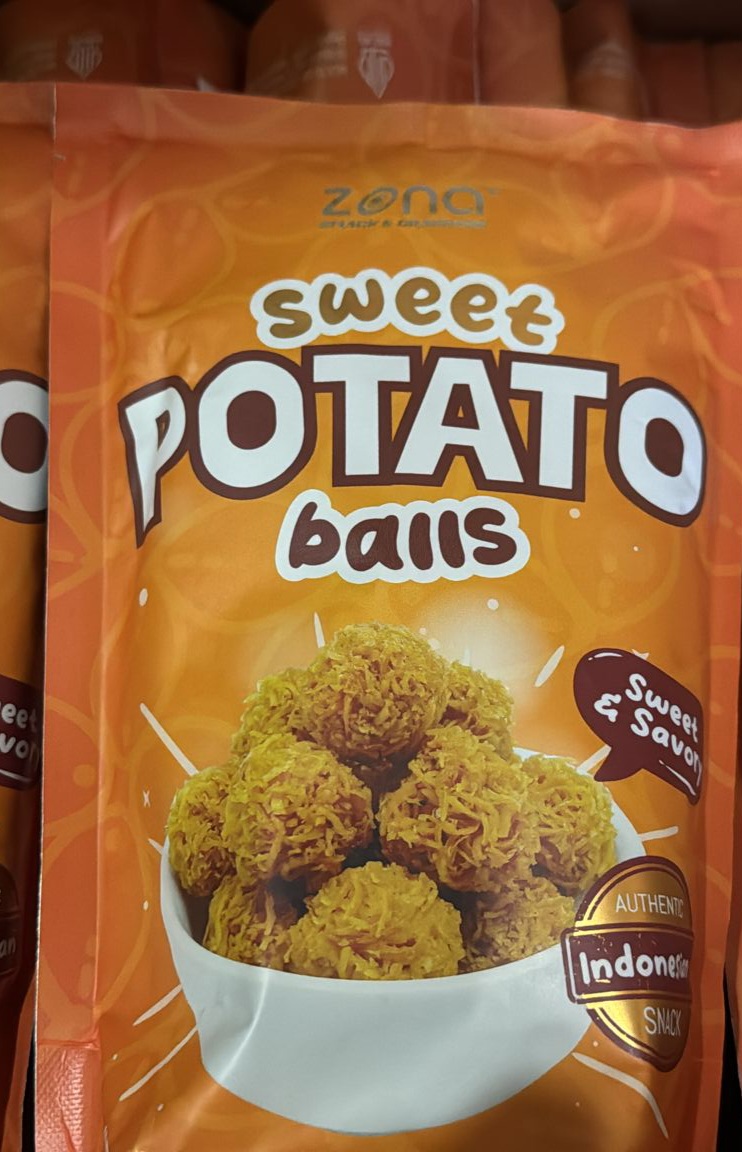 zona
sweet
POTATO
balls
Sweet
& Savory
AUTHENTIC
Indonesian
SNACK